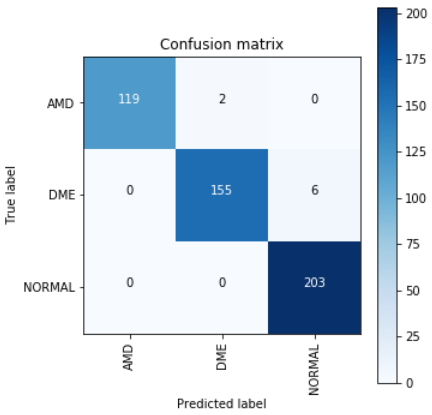 Confusion matrix
AMD 119 2 0
DME 0 155 6
NORMAL 0 0 203
AMD DME NORMAL
True label
Predicted label
200
175
150
125
100
75
50
25
0